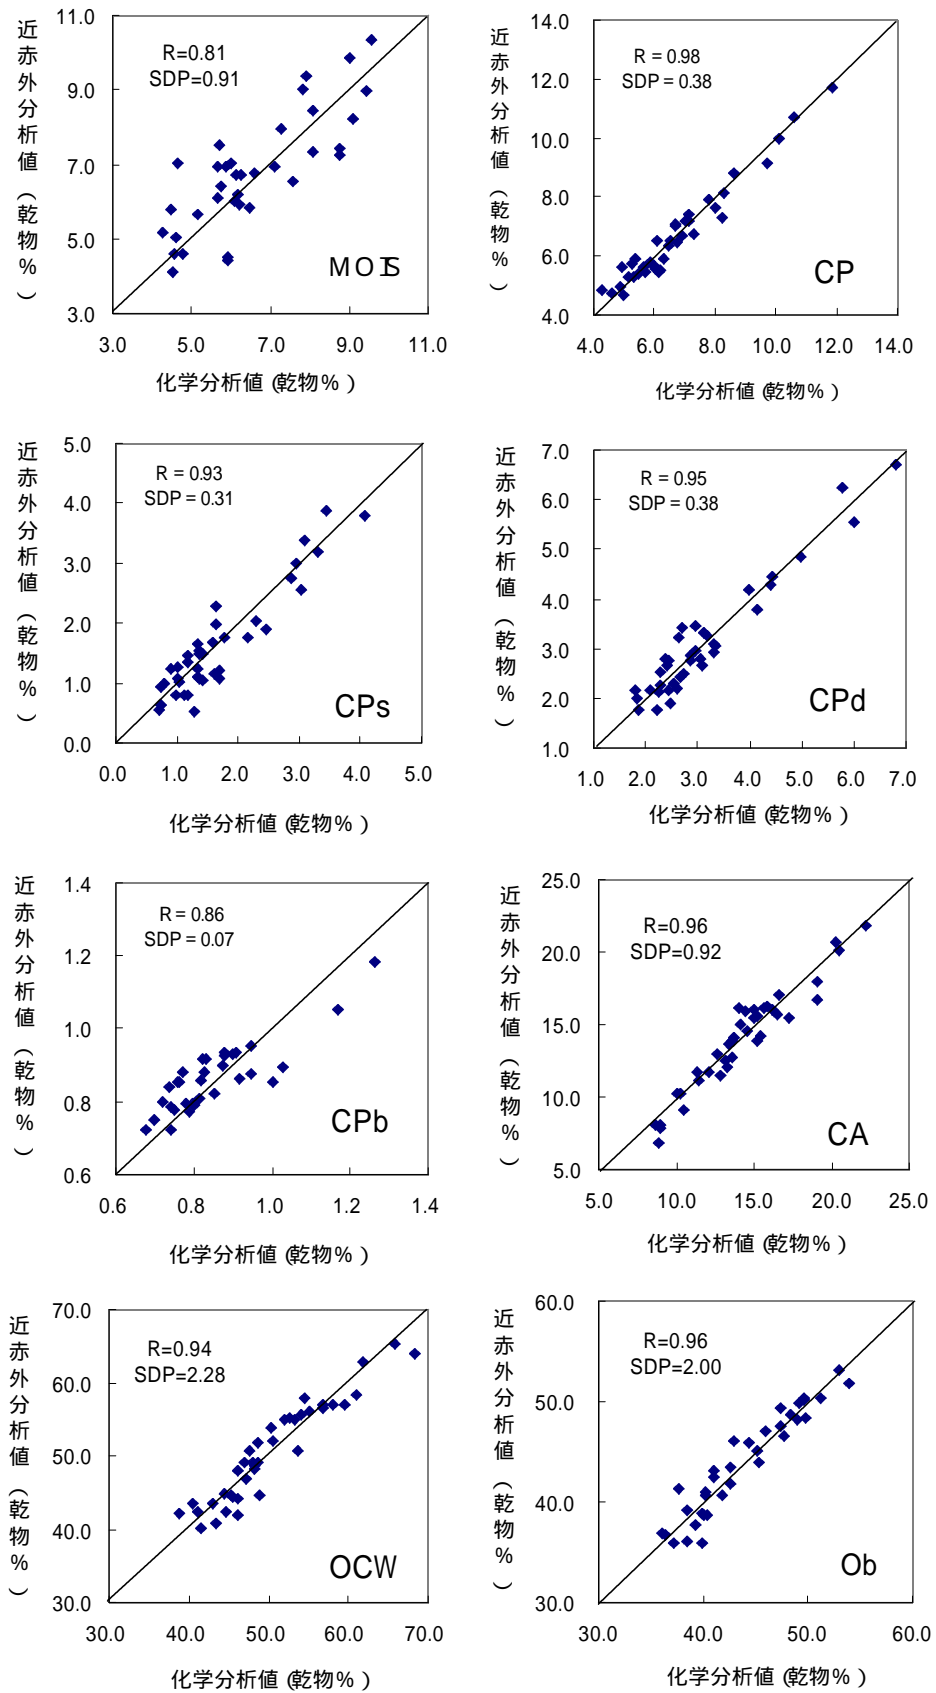 近赤外分析値（乾物％）
11.0
9.0
7.0
5.0
3.0
R=0.81
SDP=0.91
MOIS
3.0 5.0 7.0 9.0 11.0
化学分析値（乾物％）
近赤外分析値（乾物％）
14.0
12.0
10.0
8.0
6.0
4.0
R = 0.98
SDP = 0.38
CP
4.0 6.0 8.0 10.0 12.0 14.0
化学分析値（乾物％）
近赤外分析値（乾物％）
5.0
4.0
3.0
2.0
1.0
0.0
R = 0.93
SDP = 0.31
CPs
0.0 1.0 2.0 3.0 4.0 5.0
化学分析値（乾物％）
近赤外分析値（乾物％）
7.0
6.0
5.0
4.0
3.0
2.0
1.0
R = 0.95
SDP = 0.38
CPd
1.0 2.0 3.0 4.0 5.0 6.0 7.0
化学分析値（乾物％）
近赤外分析値（乾物％）
1.4
1.2
1.0
0.8
0.6
R = 0.86
SDP = 0.07
CPb
0.6 0.8 1.0 1.2 1.4
化学分析値（乾物％）
近赤外分析値（乾物％）
25.0
20.0
15.0
10.0
5.0
R=0.96
SDP=0.92
CA
5.0 10.0 15.0 20.0 25.0
化学分析値（乾物％）
近赤外分析値（乾物％）
70.0
60.0
50.0
40.0
30.0
R=0.94
SDP=2.28
OCW
30.0 40.0 50.0 60.0 70.0
化学分析値（乾物％）
近赤外分析値（乾物％）
60.0
50.0
40.0
30.0
R=0.96
SDP=2.00
Ob
30.0 40.0 50.0 60.0
化学分析値（乾物％）